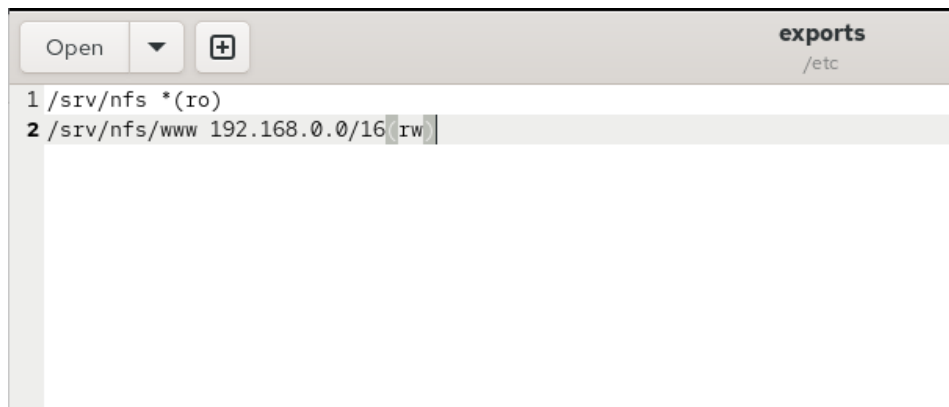 Open
exports
/etc
1 /srv/nfs *(ro)
2 /srv/nfs/www 192.168.0.0/16(rw)